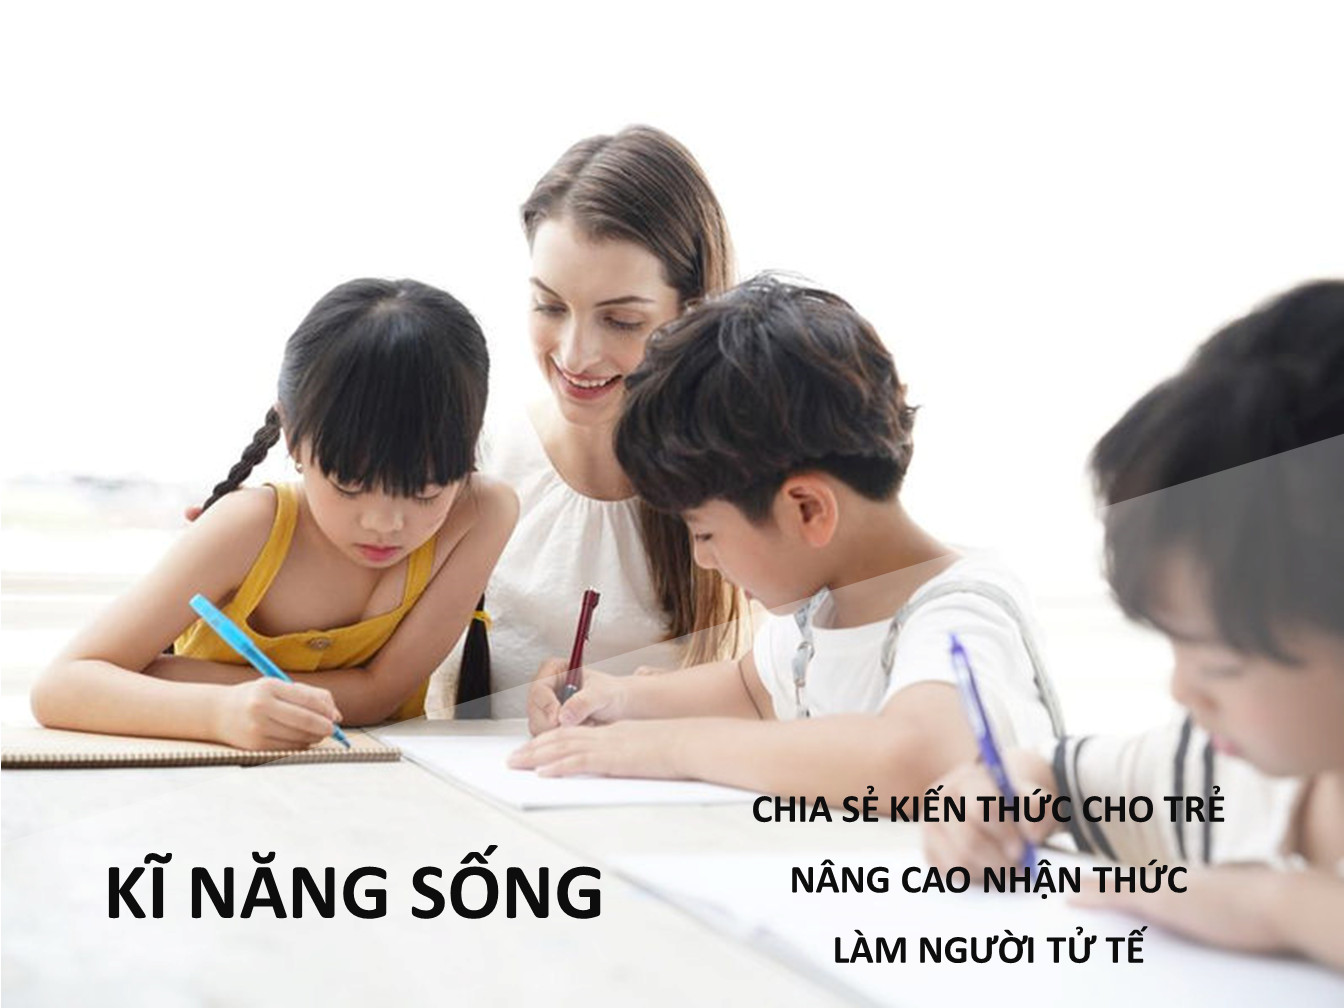 KĨ NĂNG SỐNG
CHIA SẺ KIẾN THỨC CHO TRẺ
NÂNG CAO NHẬN THỨC
LÀM NGƯỜI TỬ TẾ